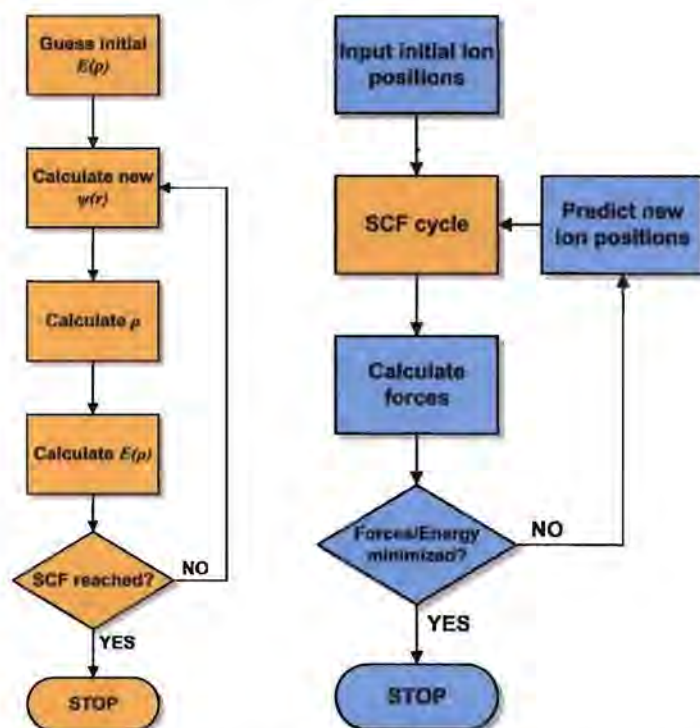 Guess initial
E(ρ)
Calculate new
ψ(r)
Calculate ρ
Calculate E(ρ)
SCF reached?
NO
YES
STOP
Input initial Ion
positions
SCF cycle
Predict new
Ion positions
Calculate
forces
Forces/Energy
minimized?
NO
YES
STOP